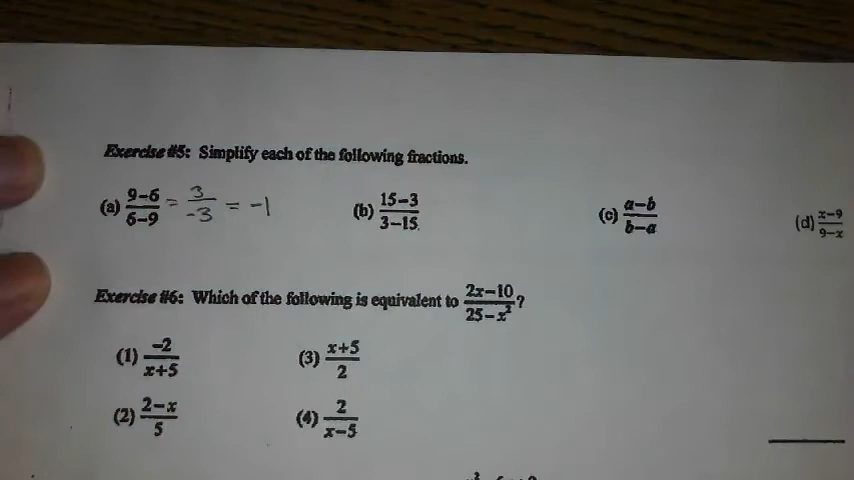 Exercise #5: Simplify each of the following fractions.
(a) 9-6/6-9 = 3/-3 = -1 (b) 15-3/3-15. (c) a-b/b-a (d) x-9/9-x
Exercise #6: Which of the following is equivalent to 2x-10/25-x²?
(1) -2/x+5 (3) x+5/2
(2) 2-x/5 (4) 2/x-5